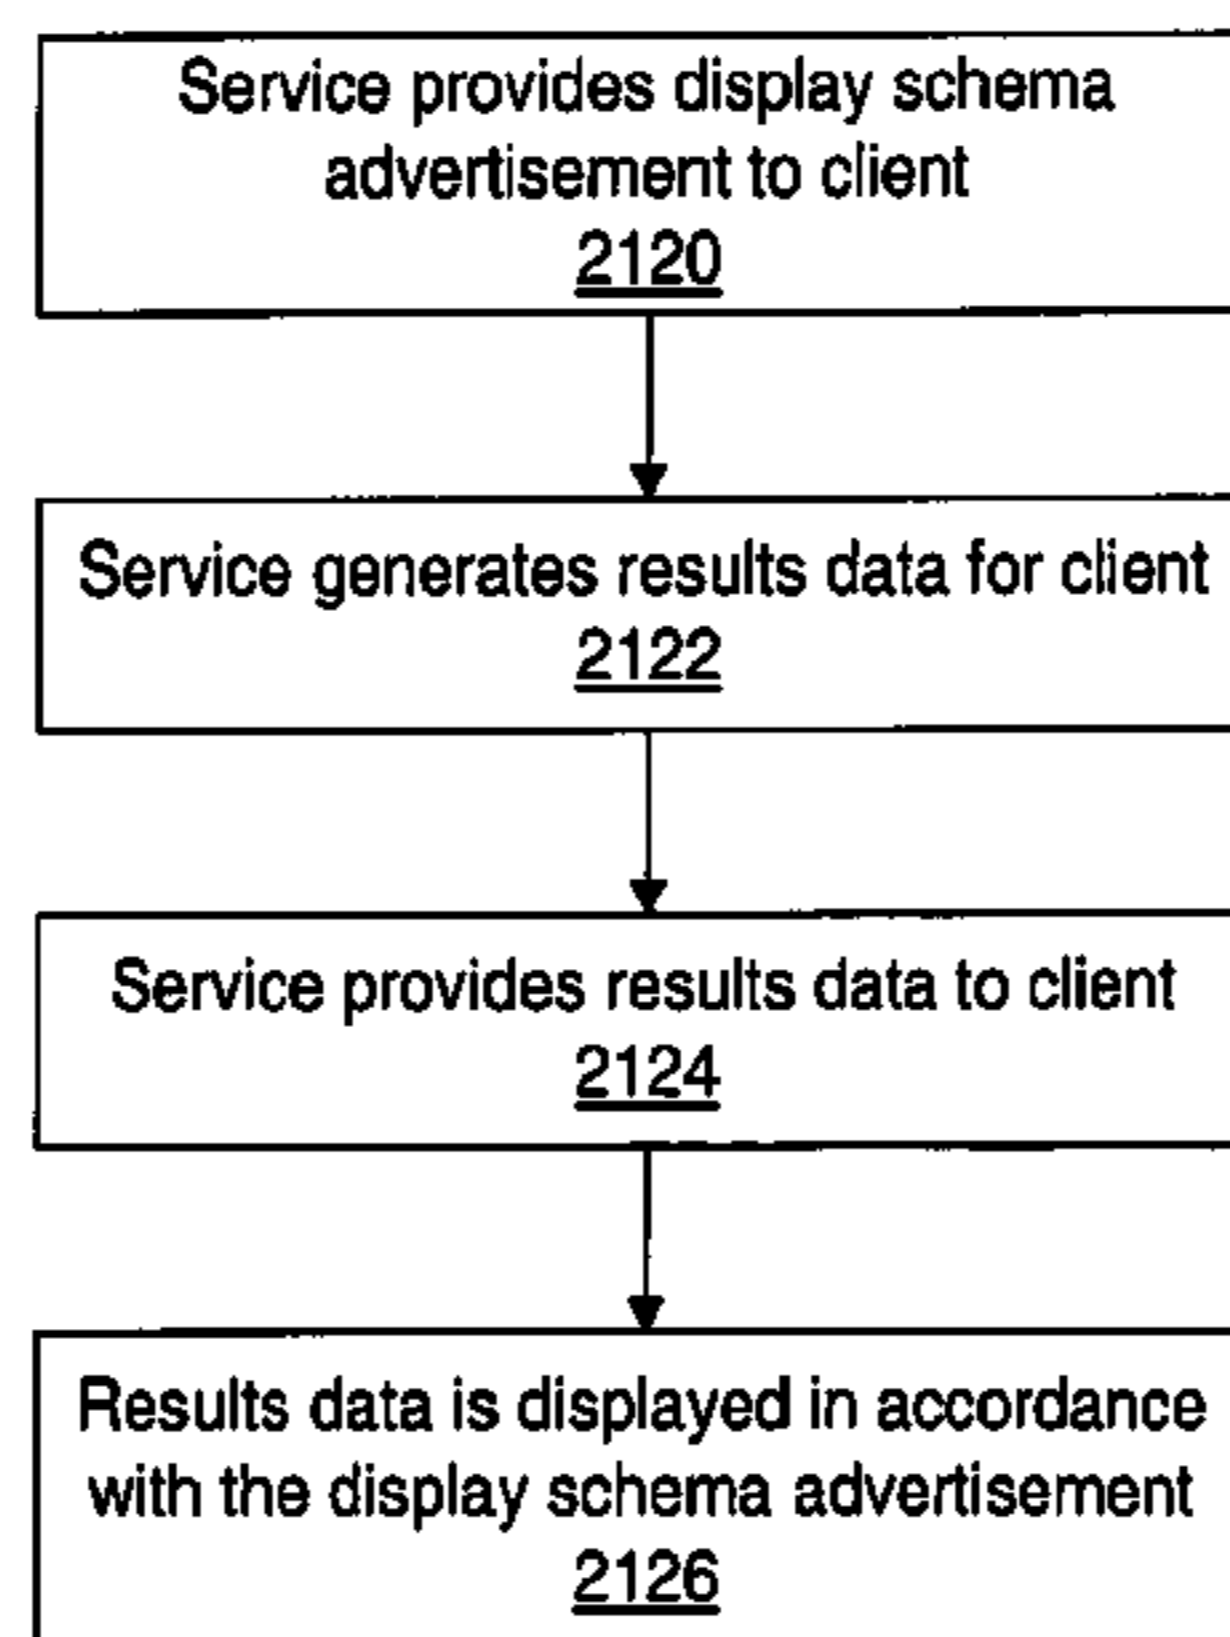 Service provides display schema
advertisement to client
2120
Service generates results data for client
2122
Service provides results data to client
2124
Results data is displayed in accordance
with the display schema advertisement
2126